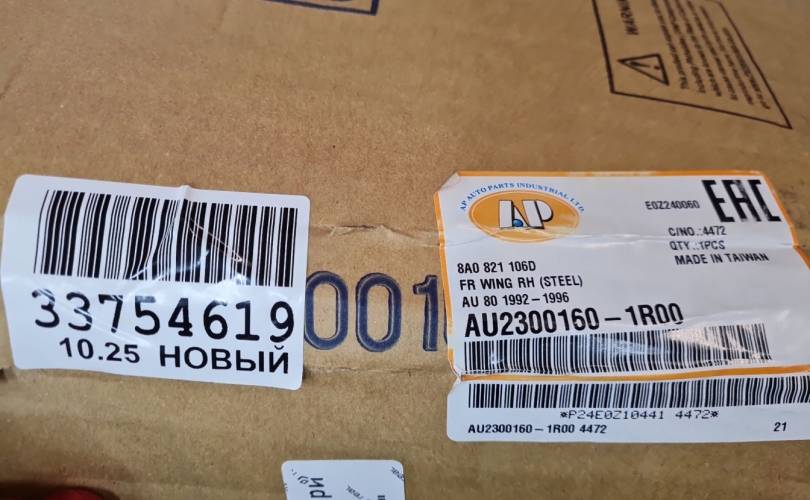 WARNING
AP AUTO PARTS INDUSTRIAL LTD.
AP
E0Z240060
EAC
C/NO.:4472
QTY.:1PCS
MADE IN TAIWAN
8A0 821 106D
FR WING RH (STEEL)
AU 80 1992-1996
AU2300160-1R00
*P24E0Z10441 4472*
AU2300160-1R00 4472
21
33754619
10.25 НОВЫЙ
001